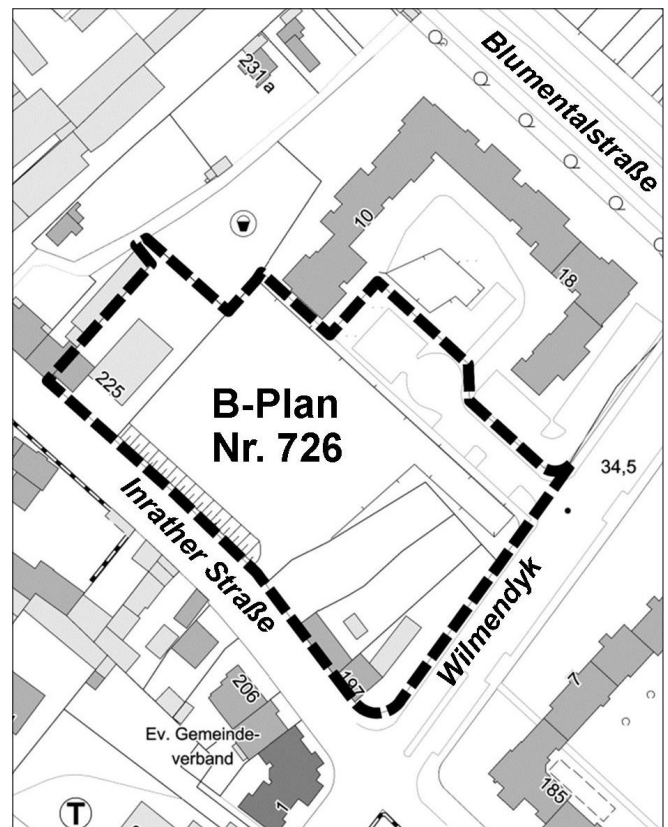 Blumentalstraße
231 a
10
18
225
B-Plan
Nr. 726
34,5
Inrather Straße
Wilmendyk
197
206
7
Ev. Gemeinde-
verband
1
185
T